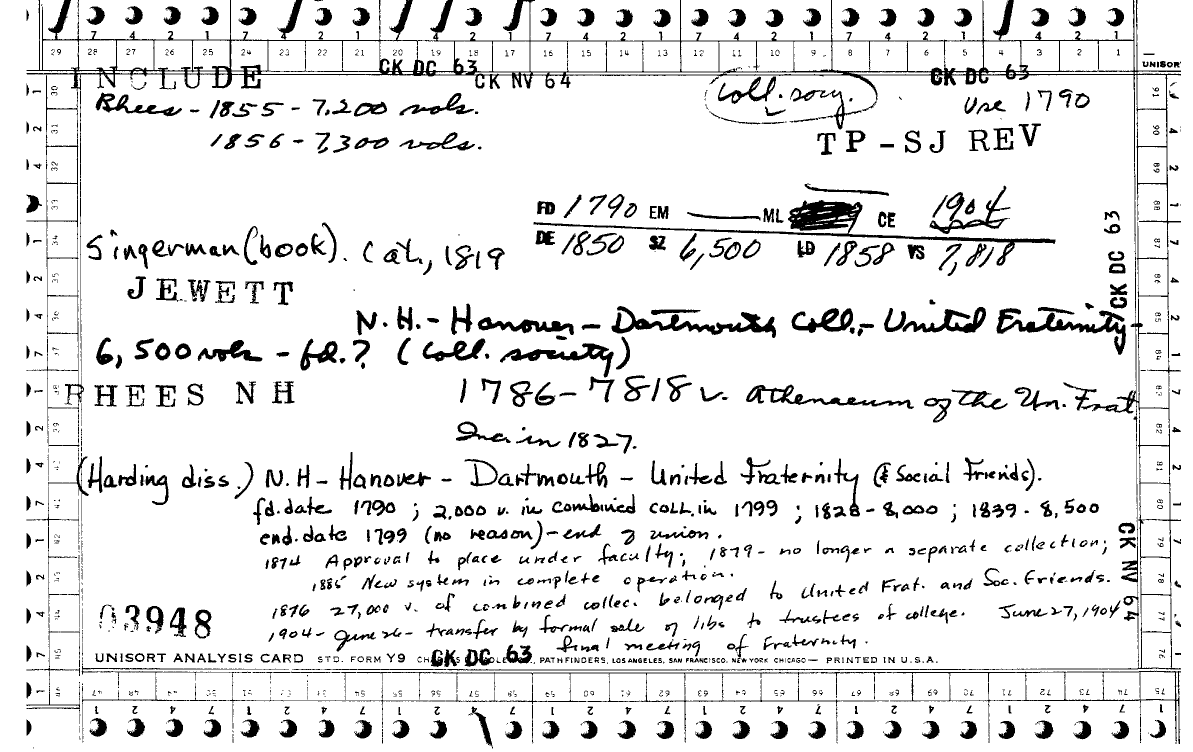 7 4 2 1 7 4 2 1 7 4 2 1 7 4 2 1 7 4 2 1 7 4 2 1 7 4 2 1
29 28 27 26 25 24 23 22 21 20 19 18 17 16 15 14 13 12 11 10 9 8 7 6 5 4 3 2 1
UNISORT
INCLUDE CK DC 63 CK NV 64 Coll. socy. CK DC 63
Rhees - 1855 - 7,200 vols. Use 1790
1856 - 7,300 vols. TP-SJ REV
FD 1790 EM ML CE 1904
DE 1850 SZ 6,500 LD 1858 VS 7,818
Singerman (book). Cat., 1819
JEWETT
CK DC 63
N.H. - Hanover - Dartmouth Coll. - United Fraternity -
6,500 vols - fd.? (Coll. society)
RHEES NH 1786 - 7818 v. Athenaeum of the Un. Frat.
Inc. in 1827.
(Harding diss.) N.H - Hanover - Dartmouth - United Fraternity (& Social Friends).
fd. date 1790 ; 2,000 v. in combined coll. in 1799 ; 1828 - 8,000 ; 1839 - 8,500
end. date 1799 (no reason) - end of union.
1874 Approval to place under faculty; 1879 - no longer a separate collection;
1885 New system in complete operation.
1876 27,000 v. of combined collec. belonged to United Frat. and Soc. Friends.
CK NV 64
03948 1904 - June 26 - transfer by formal sale of libs to trustees of college. June 27, 1904
final meeting of Fraternity.
UNISORT ANALYSIS CARD STD. FORM Y9 CK DC 63 PATHFINDERS, LOS ANGELES, SAN FRANCISCO, NEW YORK CHICAGO — PRINTED IN U.S.A.